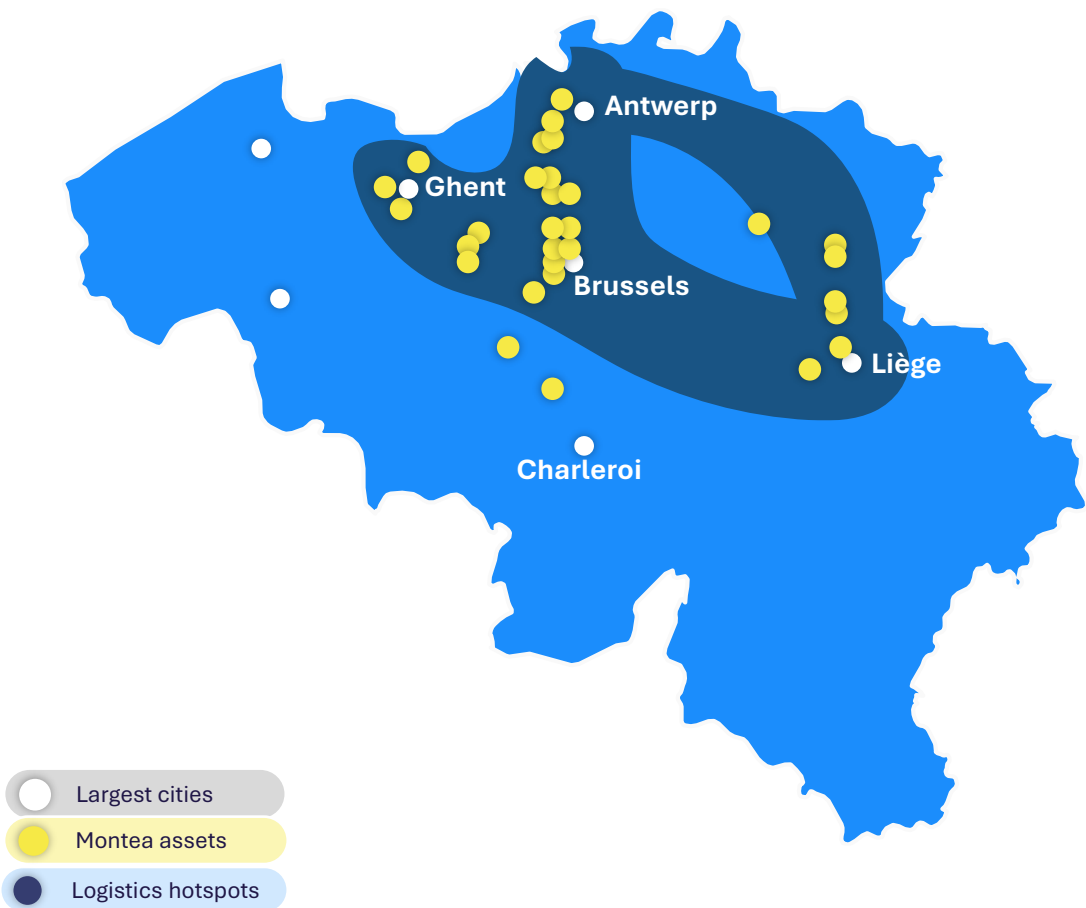 Antwerp
Ghent
Brussels
Liège
Charleroi
Largest cities
Montea assets
Logistics hotspots